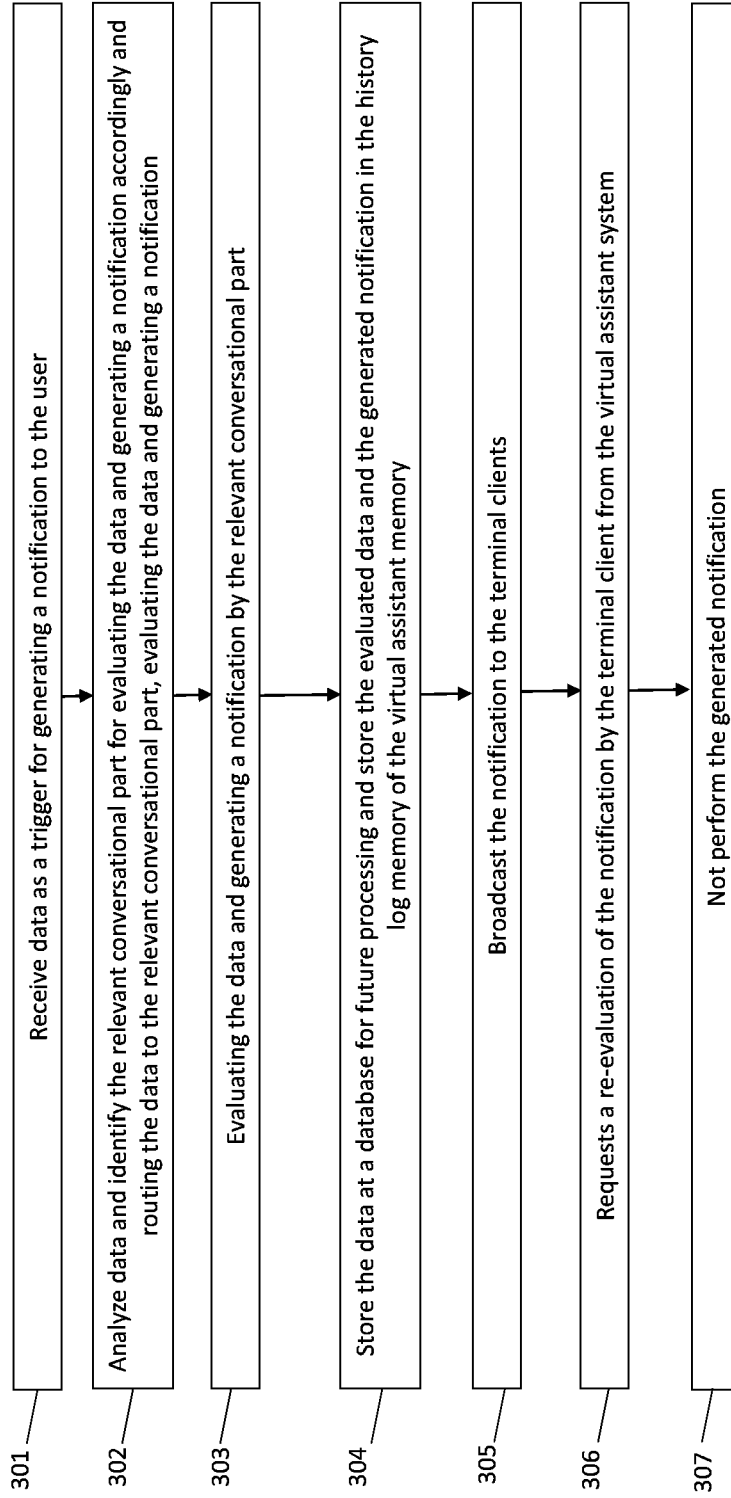 301
Receive data as a trigger for generating a notification to the user
302
Analyze data and identify the relevant conversational part for evaluating the data and generating a notification accordingly and
routing the data to the relevant conversational part, evaluating the data and generating a notification
303
Evaluating the data and generating a notification by the relevant conversational part
304
Store the data at a database for future processing and store the evaluated data and the generated notification in the history
log memory of the virtual assistant memory
305
Broadcast the notification to the terminal clients
306
Requests a re-evaluation of the notification by the terminal client from the virtual assistant system
307
Not perform the generated notification